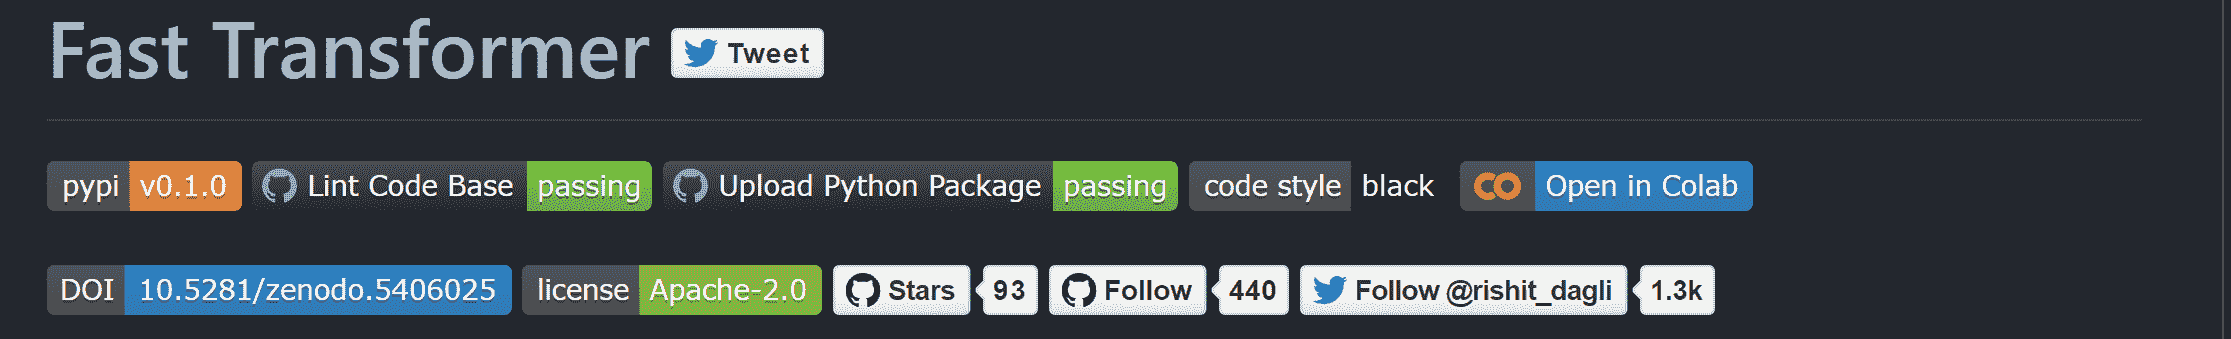 Fast Transformer Tweet
pypi v0.1.0 Lint Code Base passing Upload Python Package passing code style black Open in Colab
DOI 10.5281/zenodo.5406025 license Apache-2.0 Stars 93 Follow 440 Follow @rishit_dagli 1.3k